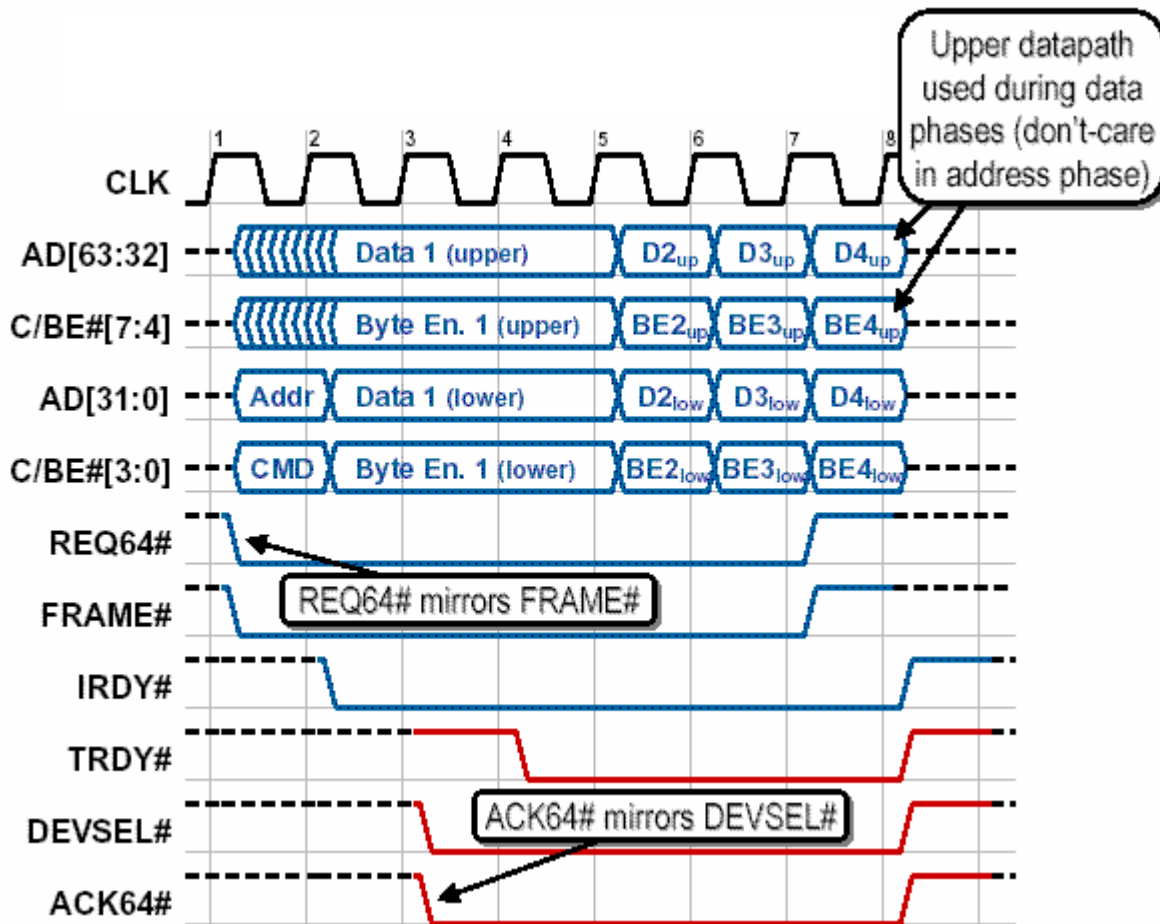 Upper datapath
used during data
phases (don't-care
in address phase)
1 2 3 4 5 6 7 8
CLK
AD[63:32] Data 1 (upper) D2up D3up D4up
C/BE#[7:4] Byte En. 1 (upper) BE2up BE3up BE4up
AD[31:0] Addr Data 1 (lower) D2low D3low D4low
C/BE#[3:0] CMD Byte En. 1 (lower) BE2low BE3low BE4low
REQ64#
REQ64# mirrors FRAME#
FRAME#
IRDY#
TRDY#
ACK64# mirrors DEVSEL#
DEVSEL#
ACK64#